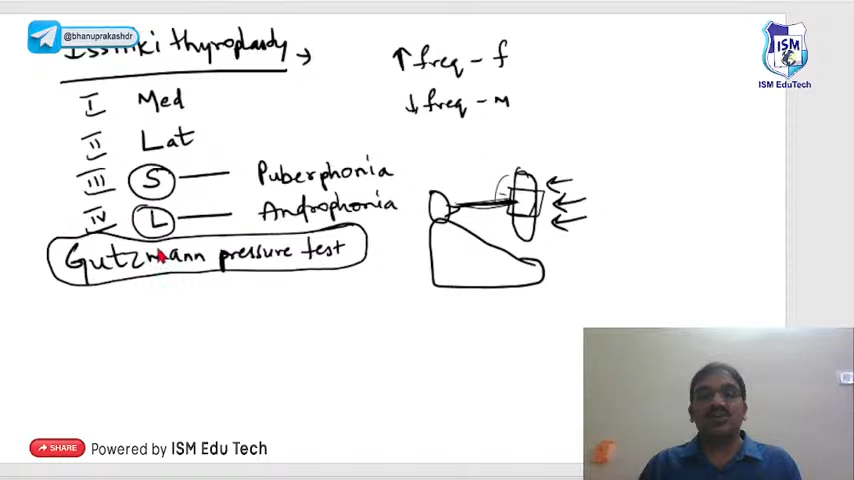 @bhanuprakashdr
Isshiki thyroplasty →
↑ freq - f
↓ freq - m
I Med
II Lat
III S — Puberphonia
IV L — Androphonia
Gutzmann pressure test
ISM
ISM EduTech
SHARE
Powered by ISM Edu Tech